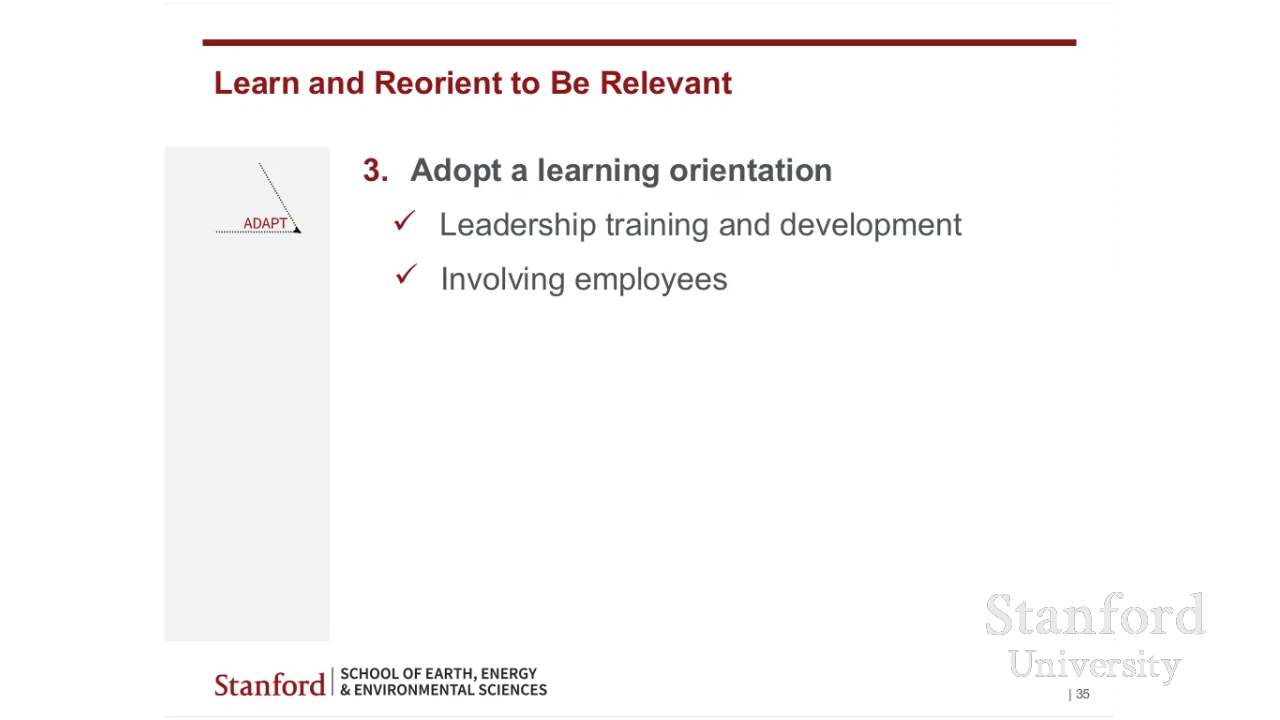 Learn and Reorient to Be Relevant
ADAPT
3. Adopt a learning orientation
✓ Leadership training and development
✓ Involving employees
Stanford
University
Stanford
SCHOOL OF EARTH, ENERGY
& ENVIRONMENTAL SCIENCES
| 35